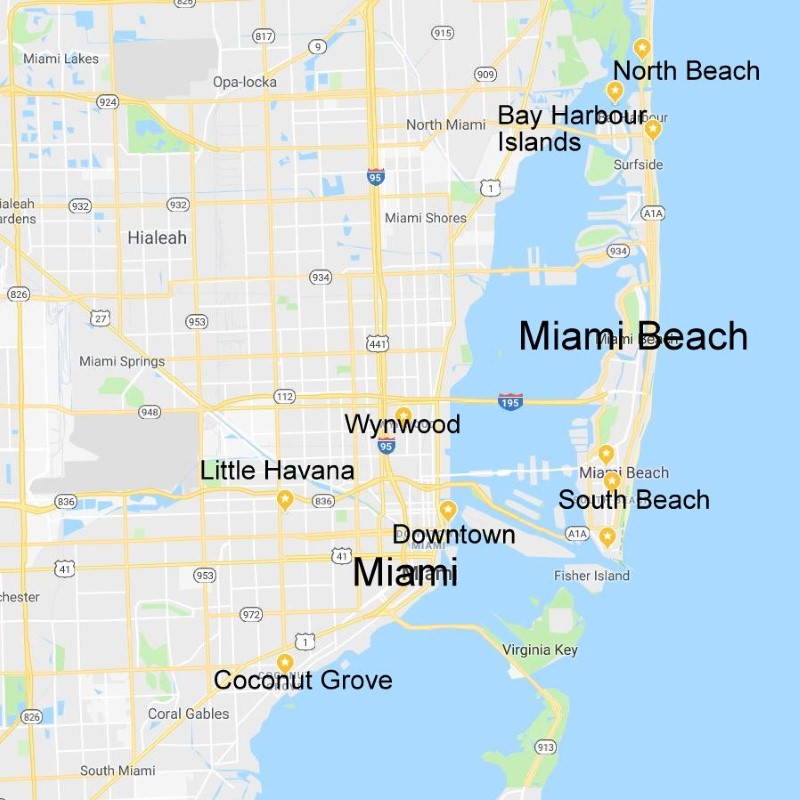 826
817
915
9
Miami Lakes
North Beach
909
Opa-locka
924
Bay Harbour
Islands
North Miami
Surfside
95
1
932
932
Miami Shores
A1A
Hialeah
934
934
826
27
953
441
Miami Beach
Miami Springs
112
195
948
Wynwood
95
Little Havana
Miami Beach
836
836
South Beach
Downtown
MIAMI
A1A
41
41
Miami
953
Fisher Island
972
1
Virginia Key
Coconut Grove
826
Coral Gables
913
South Miami